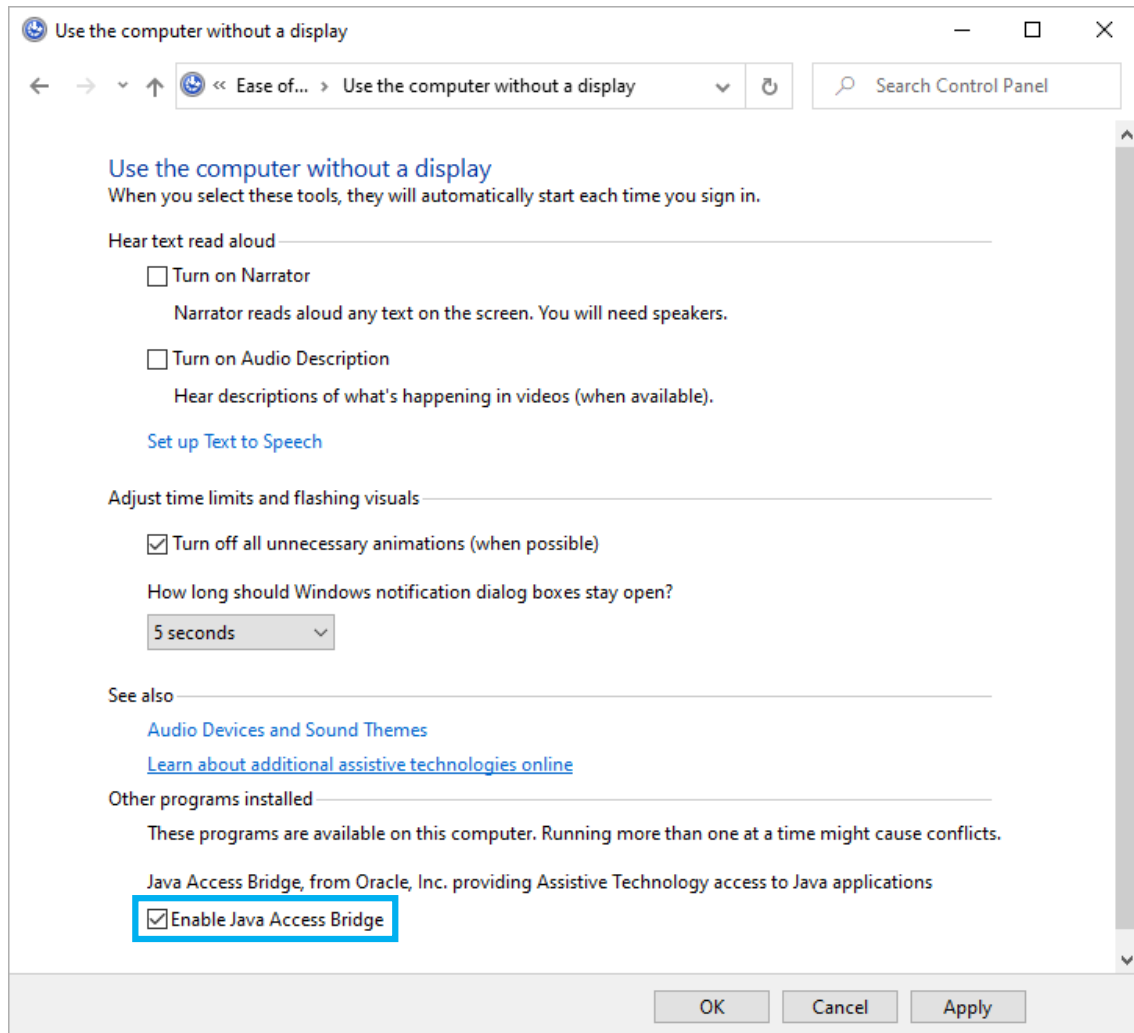 Use the computer without a display
« Ease of... › Use the computer without a display
Search Control Panel
Use the computer without a display
When you select these tools, they will automatically start each time you sign in.
Hear text read aloud
Turn on Narrator
Narrator reads aloud any text on the screen. You will need speakers.
Turn on Audio Description
Hear descriptions of what's happening in videos (when available).
Set up Text to Speech
Adjust time limits and flashing visuals
Turn off all unnecessary animations (when possible)
How long should Windows notification dialog boxes stay open?
5 seconds
See also
Audio Devices and Sound Themes
Learn about additional assistive technologies online
Other programs installed
These programs are available on this computer. Running more than one at a time might cause conflicts.
Java Access Bridge, from Oracle, Inc. providing Assistive Technology access to Java applications
Enable Java Access Bridge
OK Cancel Apply